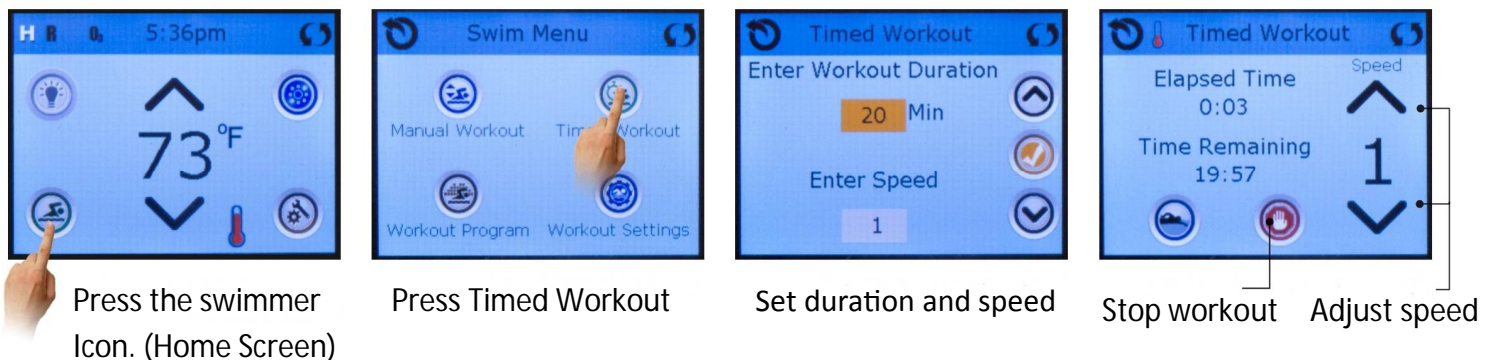 H R O₃ 5:36pm
73°F
Press the swimmer
Icon. (Home Screen)
Swim Menu
Manual Workout
Workout
Workout Program
Workout Settings
Press Timed Workout
Timed Workout
Enter Workout Duration
20 Min
Enter Speed
1
Set duration and speed
Timed Workout
Speed
Elapsed Time
0:03
Time Remaining
19:57
1
Stop workout
Adjust speed